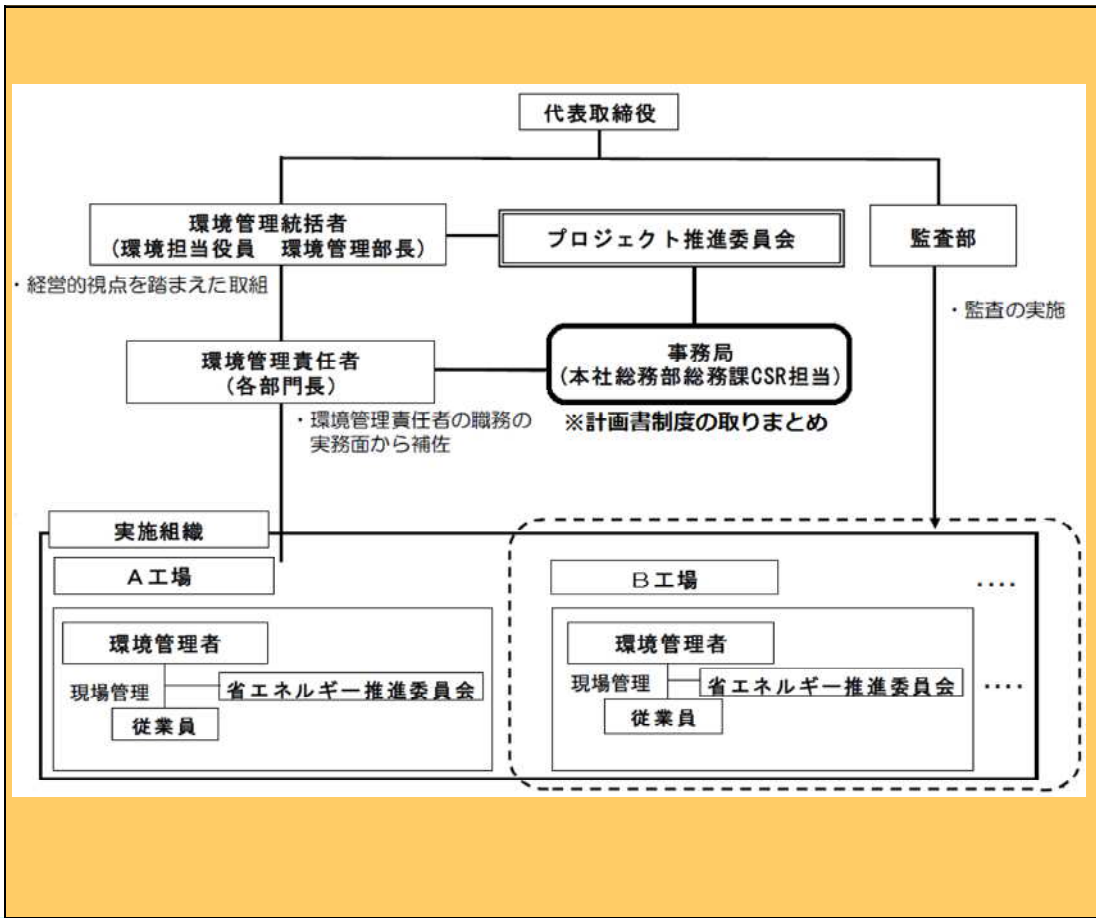 代表取締役
環境管理統括者
(環境担当役員 環境管理部長)
プロジェクト推進委員会
監査部
・経営的視点を踏まえた取組
・監査の実施
環境管理責任者
(各部門長)
事務局
(本社総務部総務課CSR担当)
・環境管理責任者の職務の
実務面から補佐
※計画書制度の取りまとめ
実施組織
A工場
B工場
‥‥
環境管理者
現場管理
省エネルギー推進委員会
従業員
環境管理者
現場管理
省エネルギー推進委員会
‥‥
従業員